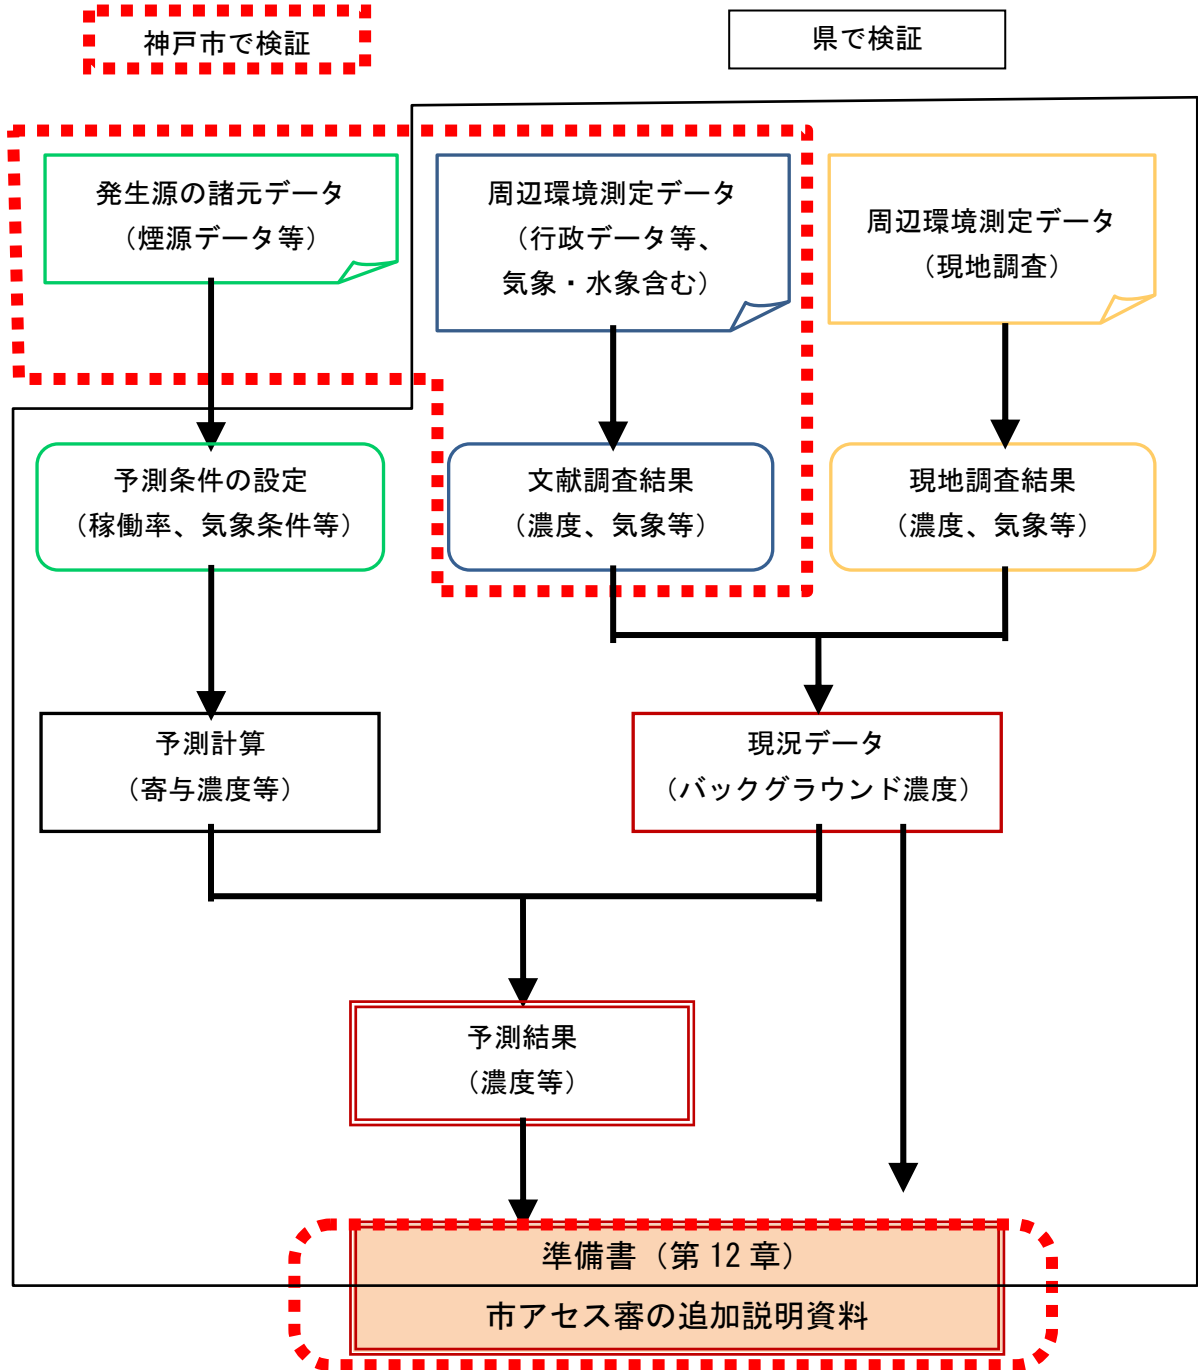 神戸市で検証
県で検証
発生源の諸元データ
（煙源データ等）
周辺環境測定データ
（行政データ等、
気象・水象含む）
周辺環境測定データ
（現地調査）
予測条件の設定
（稼働率、気象条件等）
文献調査結果
（濃度、気象等）
現地調査結果
（濃度、気象等）
予測計算
（寄与濃度等）
現況データ
（バックグラウンド濃度）
予測結果
（濃度等）
準備書（第 12 章）
市アセス審の追加説明資料